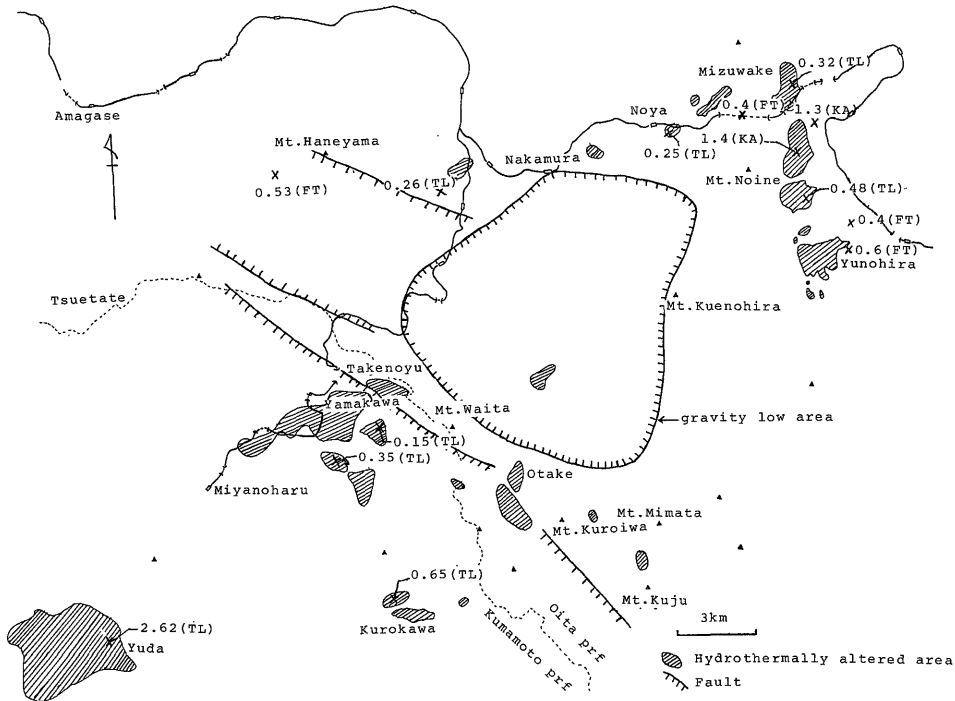 0.32(TL)
Mizuwake
0.4(FT)
1.3(KA)
Noya
Amagase
1.4(KA)
Mt.Haneyama
0.25(TL)
Nakamura
Mt.Noine
0.53(FT)
0.26(TL)
0.48(TL)
0.4(FT)
0.6(FT)
Yunohira
Tsuetate
Mt.Kuenohira
Takenoyu
Yamakawa
Mt.Waita
gravity low area
0.15(TL)
0.35(TL)
Otake
Miyanoharu
Mt.Mimata
Mt.Kuroiwa
0.65(TL)
Mt.Kuju
3km
Kurokawa
Oita prf
Kumamoto prf
2.62(TL)
Yuda
Hydrothermally altered area
Fault